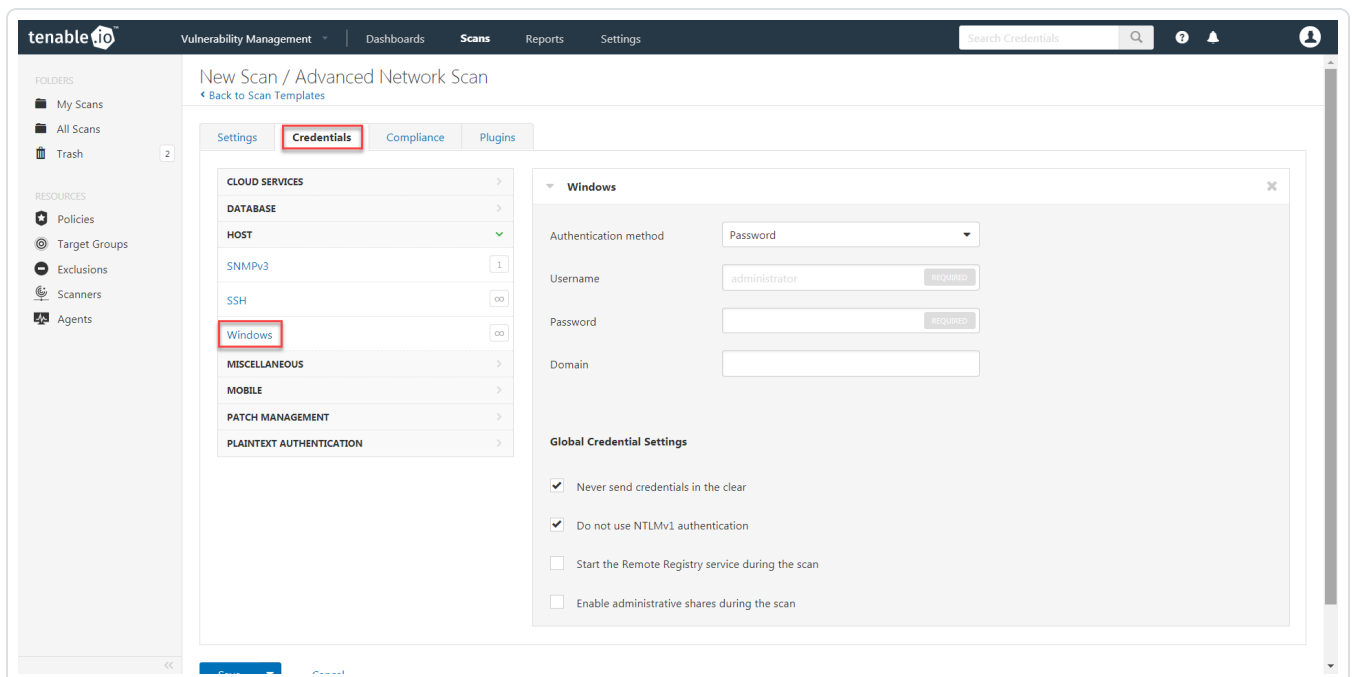 tenable.io™
Vulnerability Management
Dashboards
Scans
Reports
Settings
Search Credentials
FOLDERS
My Scans
All Scans
Trash
2
RESOURCES
Policies
Target Groups
Exclusions
Scanners
Agents
New Scan / Advanced Network Scan
Back to Scan Templates
Settings
Credentials
Compliance
Plugins
CLOUD SERVICES
DATABASE
HOST
SNMPv3
1
SSH
∞
Windows
∞
MISCELLANEOUS
MOBILE
PATCH MANAGEMENT
PLAINTEXT AUTHENTICATION
Windows
Authentication method
Password
Username
administrator
REQUIRED
Password
REQUIRED
Domain
Global Credential Settings
Never send credentials in the clear
Do not use NTLMv1 authentication
Start the Remote Registry service during the scan
Enable administrative shares during the scan
Save
Cancel